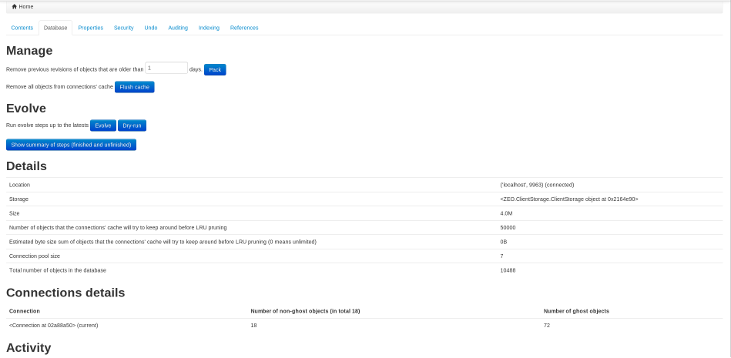 Home
Contents Database Properties Security Undo Auditing Indexing References
Manage
Remove previous revisions of objects that are older than 1 days Pack
Remove all objects from connections' cache Flash cache
Evolve
Run evolve steps up to the latests Evolve Dry-run
Show summary of steps (finished and unfinished)
Details
Location ('localhost', 9963) (connected)
Storage <ZEO.ClientStorage.ClientStorage object at 0x2164e90>
Size 4.0M
Number of objects that the connections' cache will try to keep around before LRU pruning 50000
Estimated byte size sum of objects that the connections' cache will try to keep around before LRU pruning (0 means unlimited) 0B
Connection pool size 7
Total number of objects in the database 10488
Connections details
Connection Number of non-ghost objects (in total 18) Number of ghost objects
<Connection at 02a88a50> (current) 18 72
Activity